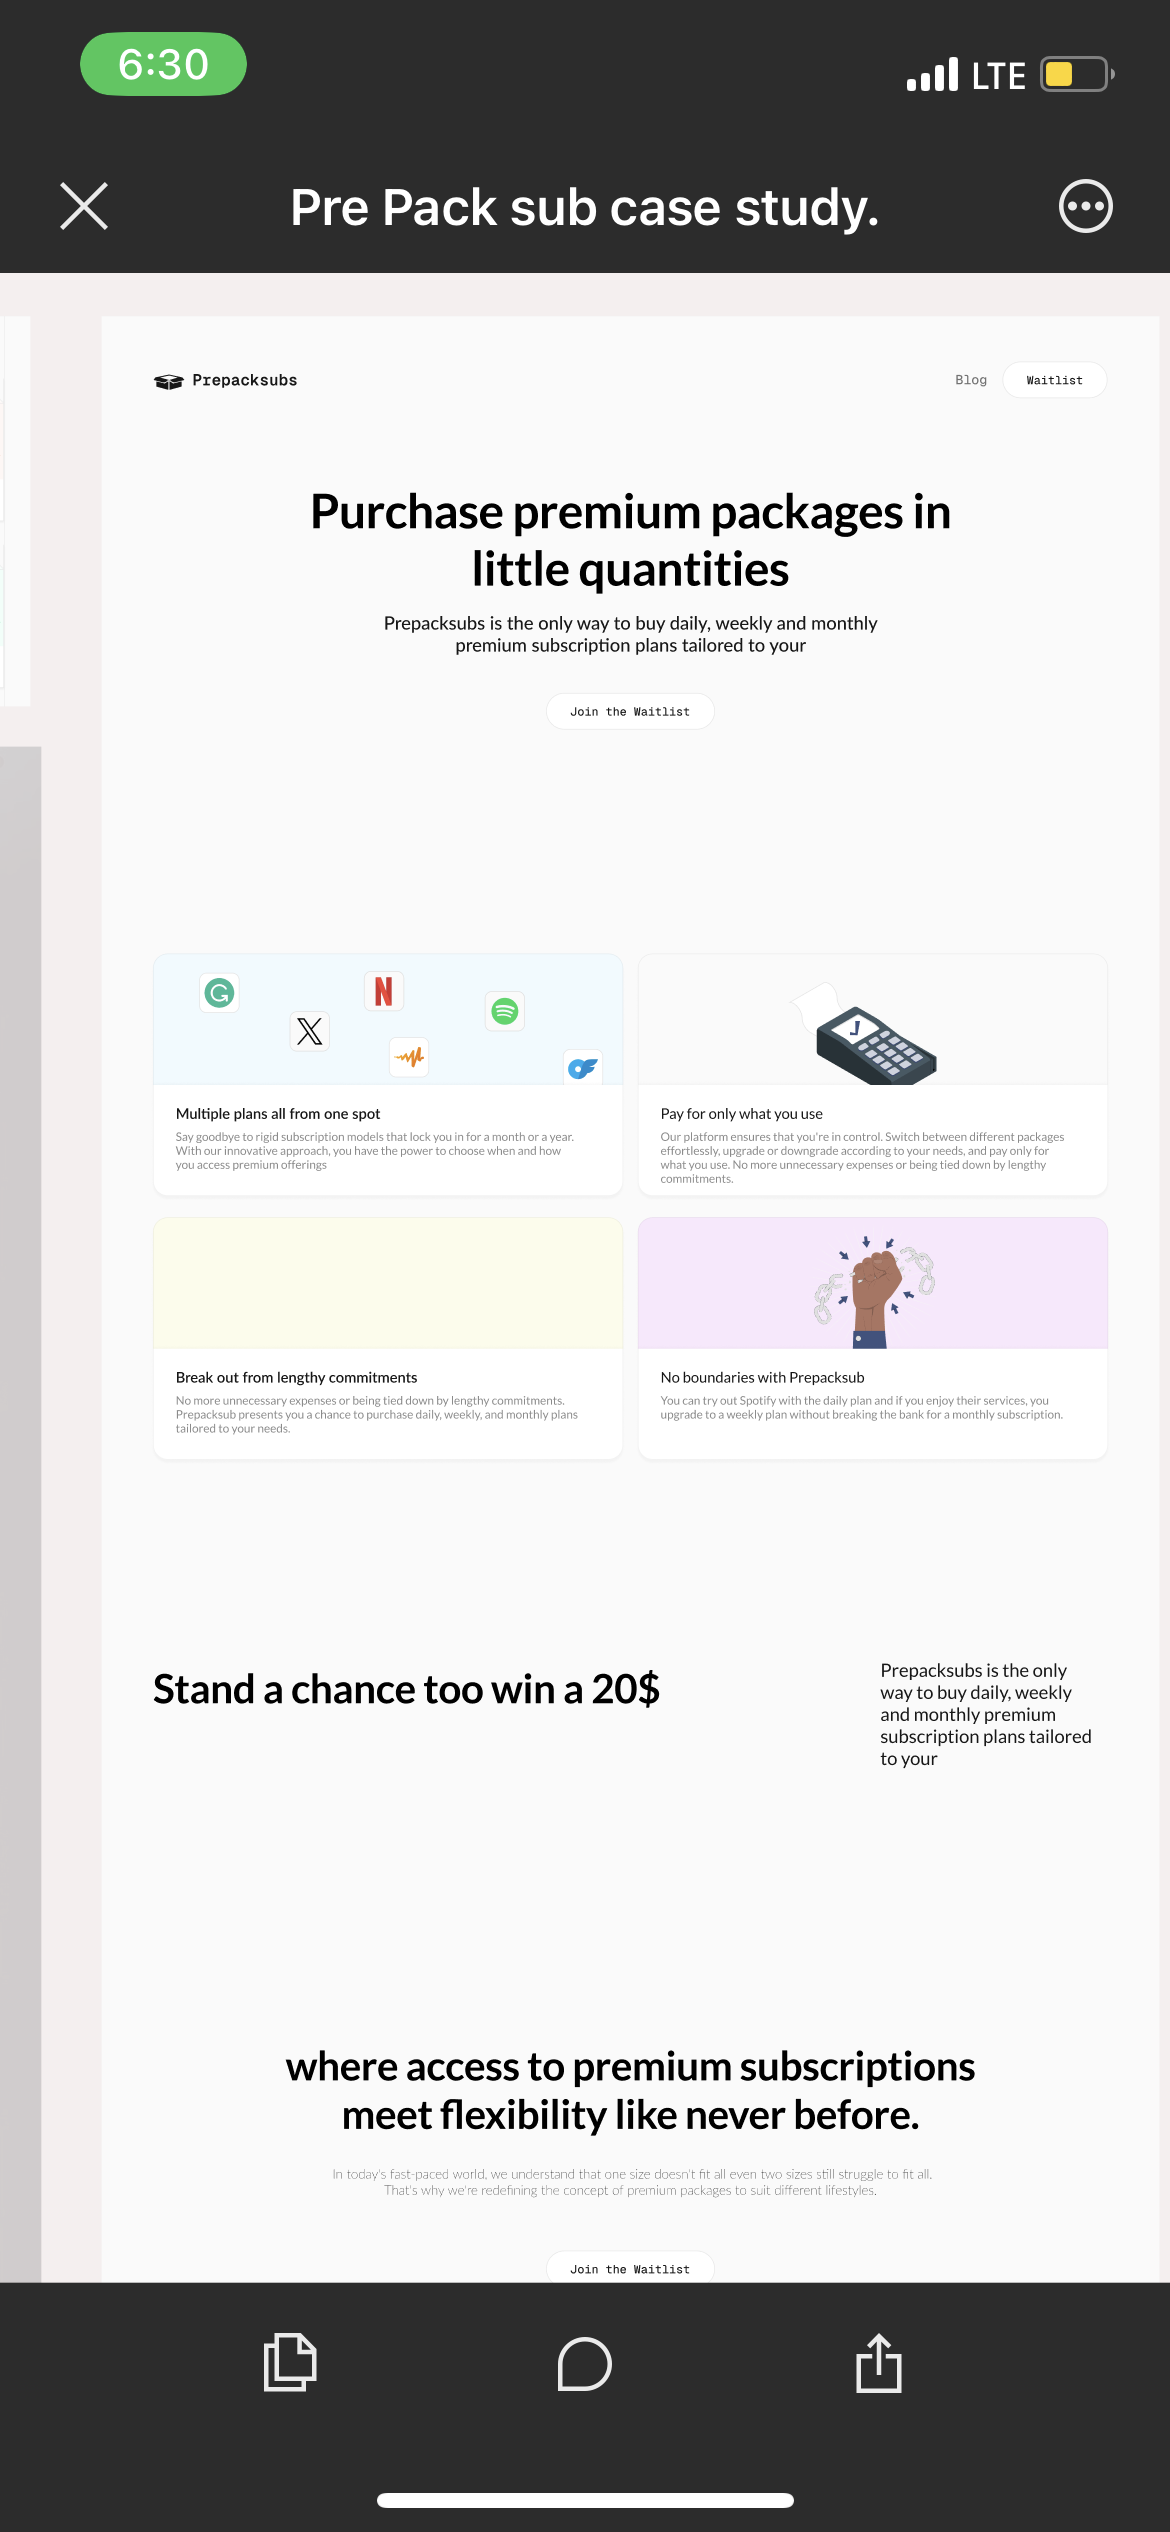 6:30
LTE
Pre Pack sub case study.
Prepacksubs
Blog
Waitlist
Purchase premium packages in
little quantities
Prepacksubs is the only way to buy daily, weekly and monthly
premium subscription plans tailored to your
Join the Waitlist
Multiple plans all from one spot
Say goodbye to rigid subscription models that lock you in for a month or a year.
With our innovative approach, you have the power to choose when and how
you access premium offerings
Pay for only what you use
Our platform ensures that you're in control. Switch between different packages
effortlessly, upgrade or downgrade according to your needs, and pay only for
what you use. No more unnecessary expenses or being tied down by lengthy
commitments.
Break out from lengthy commitments
No more unnecessary expenses or being tied down by lengthy commitments.
Prepacksub presents you a chance to purchase daily, weekly, and monthly plans
tailored to your needs.
No boundaries with Prepacksub
You can try out Spotify with the daily plan and if you enjoy their services, you
upgrade to a weekly plan without breaking the bank for a monthly subscription.
Stand a chance too win a 20$
Prepacksubs is the only
way to buy daily, weekly
and monthly premium
subscription plans tailored
to your
where access to premium subscriptions
meet flexibility like never before.
In today's fast-paced world, we understand that one size doesn't fit all even two sizes still struggle to fit all.
That's why we're redefining the concept of premium packages to suit different lifestyles.
Join the Waitlist